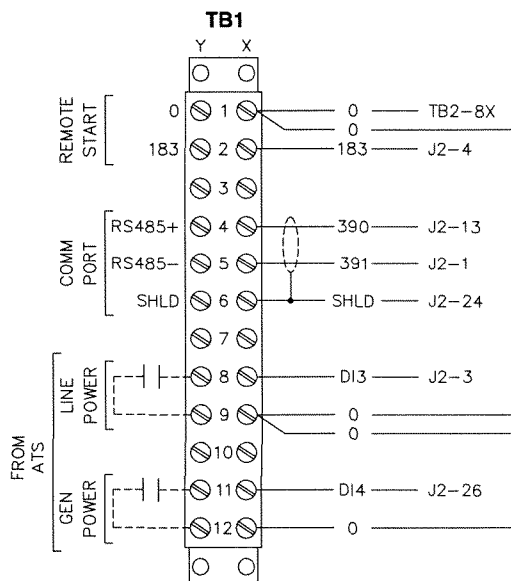 TB1
Y X
REMOTE START
0 1 0 TB2-8X
0
183 2 183 J2-4
3
COMM PORT
RS485+ 4 390 J2-13
RS485- 5 391 J2-1
SHLD 6 SHLD J2-24
7
FROM ATS
LINE POWER
8 DI3 J2-3
9 0
0
10
GEN POWER
11 DI4 J2-26
12 0